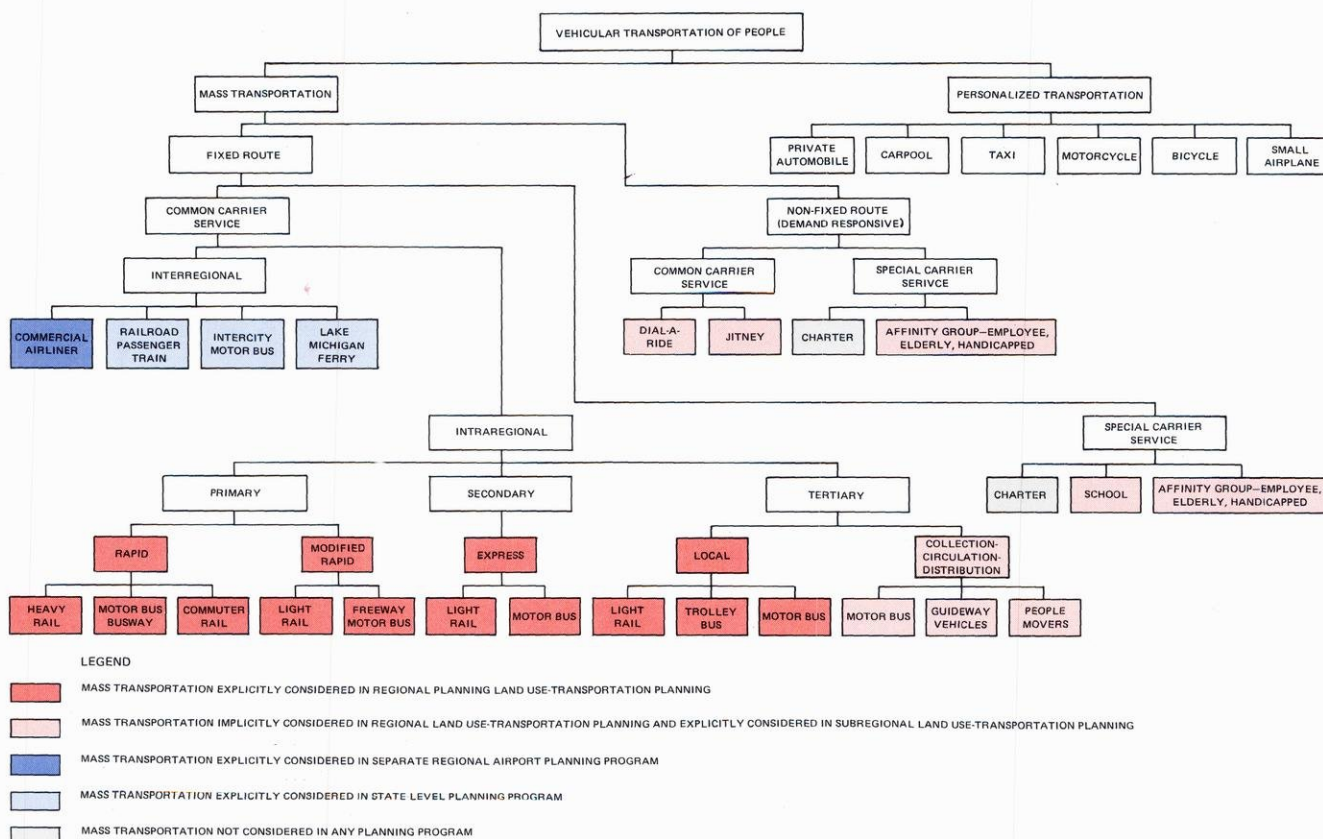 VEHICULAR TRANSPORTATION OF PEOPLE
MASS TRANSPORTATION
PERSONALIZED TRANSPORTATION
FIXED ROUTE
PRIVATE
AUTOMOBILE
CARPOOL
TAXI
MOTORCYCLE
BICYCLE
SMALL
AIRPLANE
COMMON CARRIER
SERVICE
NON-FIXED ROUTE
(DEMAND RESPONSIVE)
INTERREGIONAL
COMMON CARRIER
SERVICE
SPECIAL CARRIER
SERIVCE
COMMERCIAL
AIRLINER
RAILROAD
PASSENGER
TRAIN
INTERCITY
MOTOR BUS
LAKE
MICHIGAN
FERRY
DIAL-A-
RIDE
JITNEY
CHARTER
AFFINITY GROUP—EMPLOYEE,
ELDERLY, HANDICAPPED
INTRAREGIONAL
SPECIAL CARRIER
SERVICE
PRIMARY
SECONDARY
TERTIARY
CHARTER
SCHOOL
AFFINITY GROUP—EMPLOYEE,
ELDERLY, HANDICAPPED
RAPID
MODIFIED
RAPID
EXPRESS
LOCAL
COLLECTION-
CIRCULATION-
DISTRIBUTION
HEAVY
RAIL
MOTOR BUS
BUSWAY
COMMUTER
RAIL
LIGHT
RAIL
FREEWAY
MOTOR BUS
LIGHT
RAIL
MOTOR BUS
LIGHT
RAIL
TROLLEY
BUS
MOTOR BUS
MOTOR BUS
GUIDEWAY
VEHICLES
PEOPLE
MOVERS
LEGEND
MASS TRANSPORTATION EXPLICITLY CONSIDERED IN REGIONAL PLANNING LAND USE-TRANSPORTATION PLANNING
MASS TRANSPORTATION IMPLICITLY CONSIDERED IN REGIONAL LAND USE-TRANSPORTATION PLANNING AND EXPLICITLY CONSIDERED IN SUBREGIONAL LAND USE-TRANSPORTATION PLANNING
MASS TRANSPORTATION EXPLICITLY CONSIDERED IN SEPARATE REGIONAL AIRPORT PLANNING PROGRAM
MASS TRANSPORTATION EXPLICITLY CONSIDERED IN STATE LEVEL PLANNING PROGRAM
MASS TRANSPORTATION NOT CONSIDERED IN ANY PLANNING PROGRAM